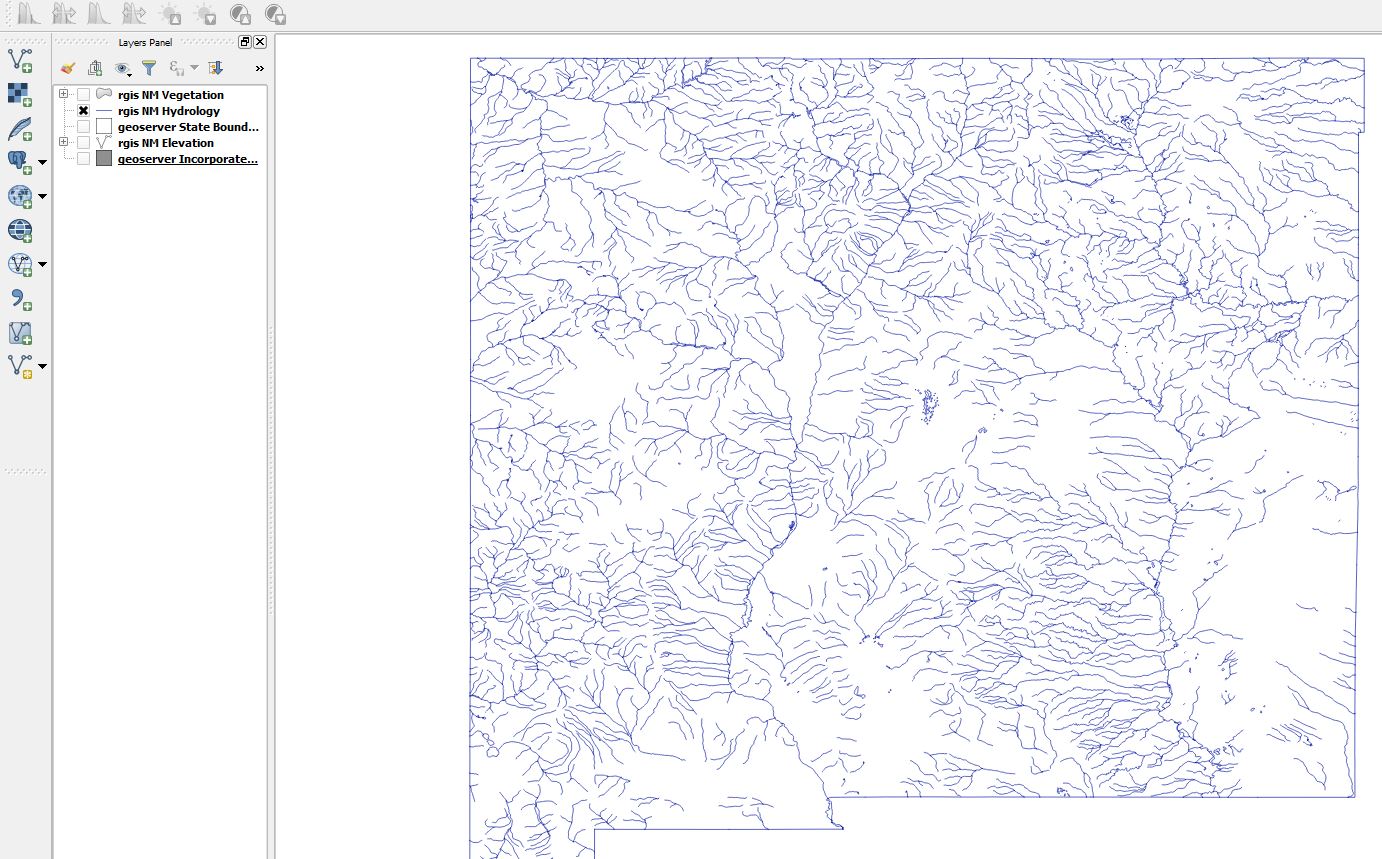 Layers Panel
»
rgis NM Vegetation
rgis NM Hydrology
geoserver State Bound...
rgis NM Elevation
geoserver Incorporate...